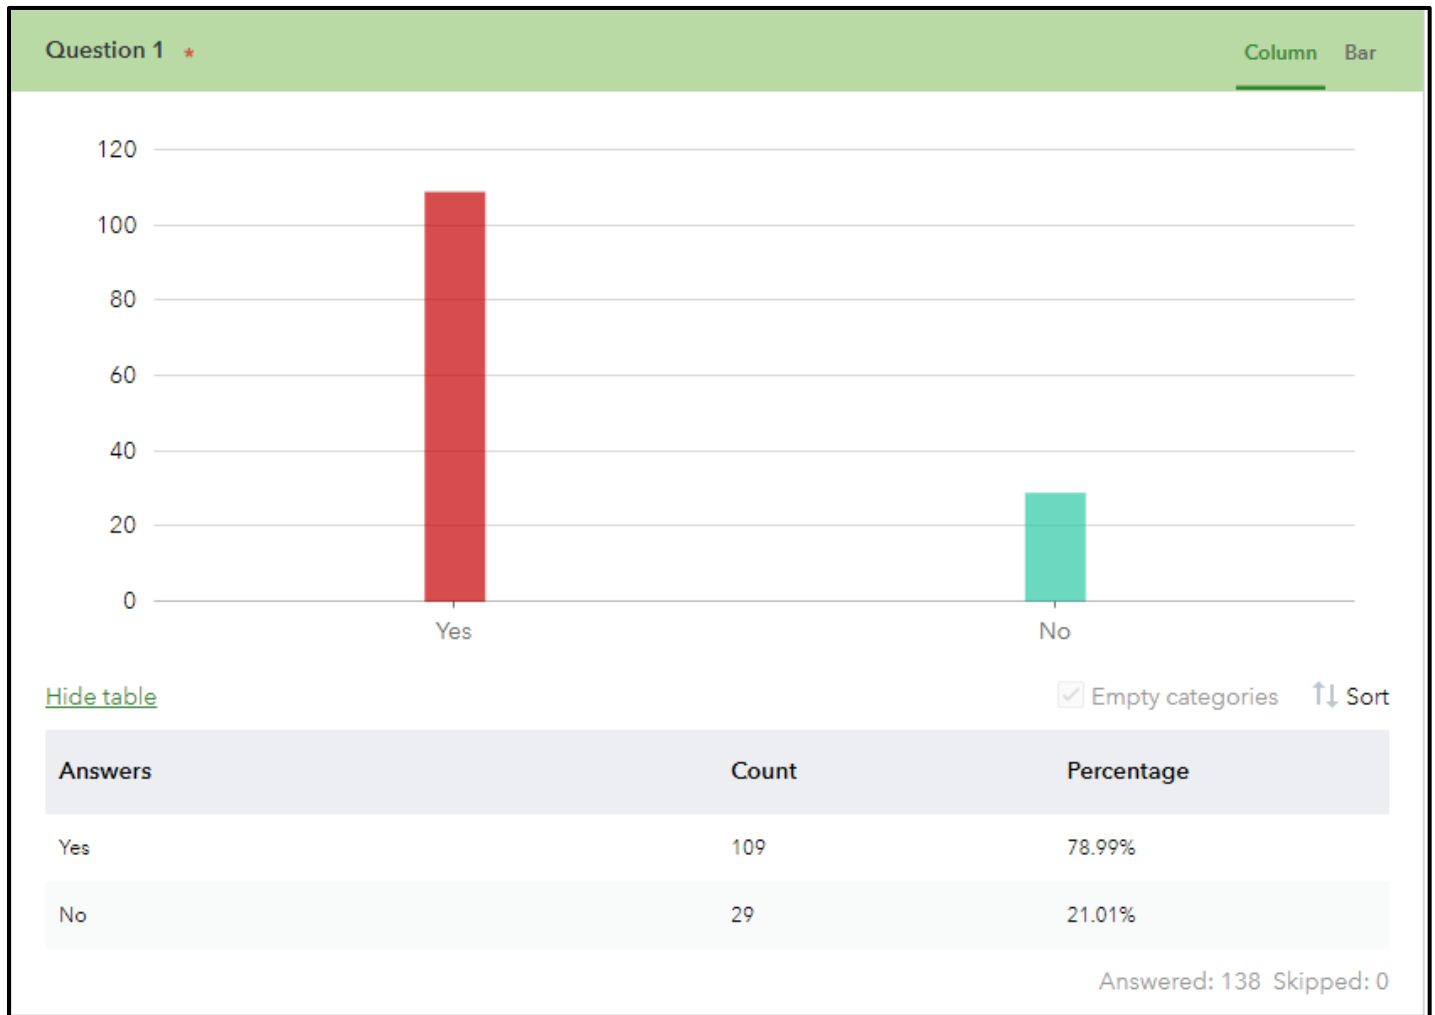 Question 1 * Column Bar
120
100
80
60
40
20
0
Yes No
Hide table Empty categories Sort
Answers Count Percentage
Yes 109 78.99%
No 29 21.01%
Answered: 138 Skipped: 0